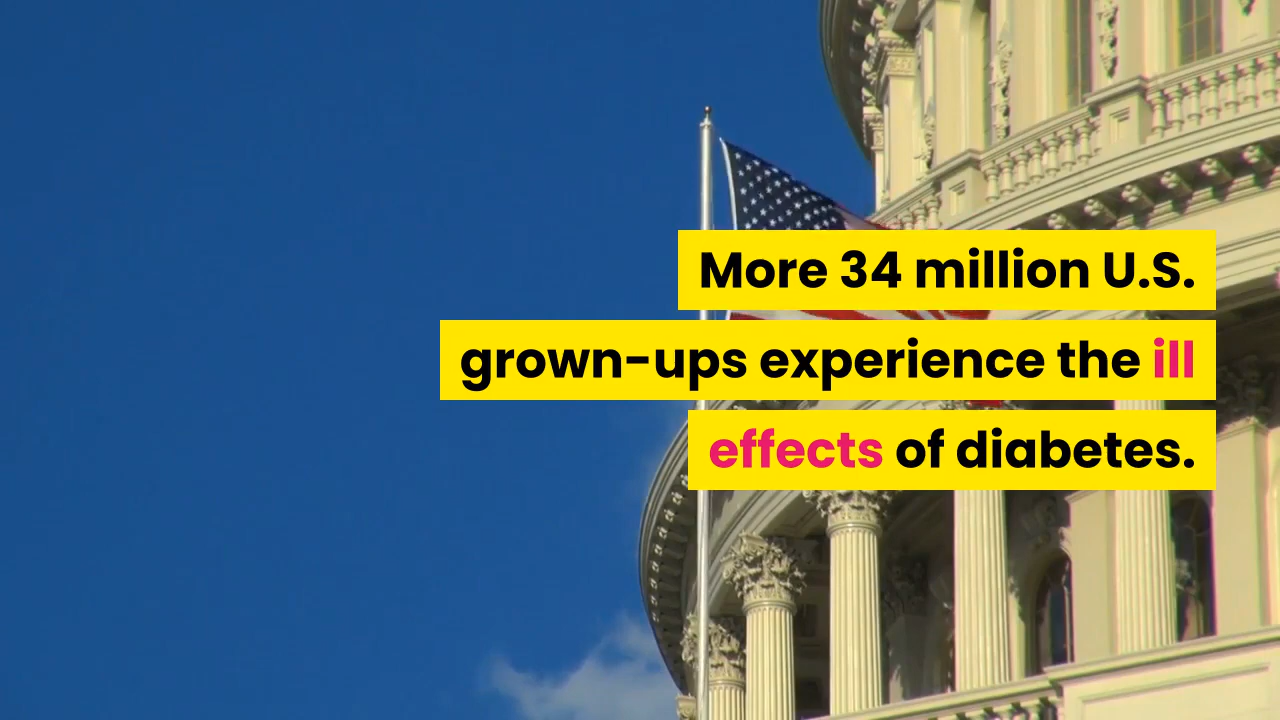 More 34 million U.S.
grown-ups experience the ill
effects of diabetes.